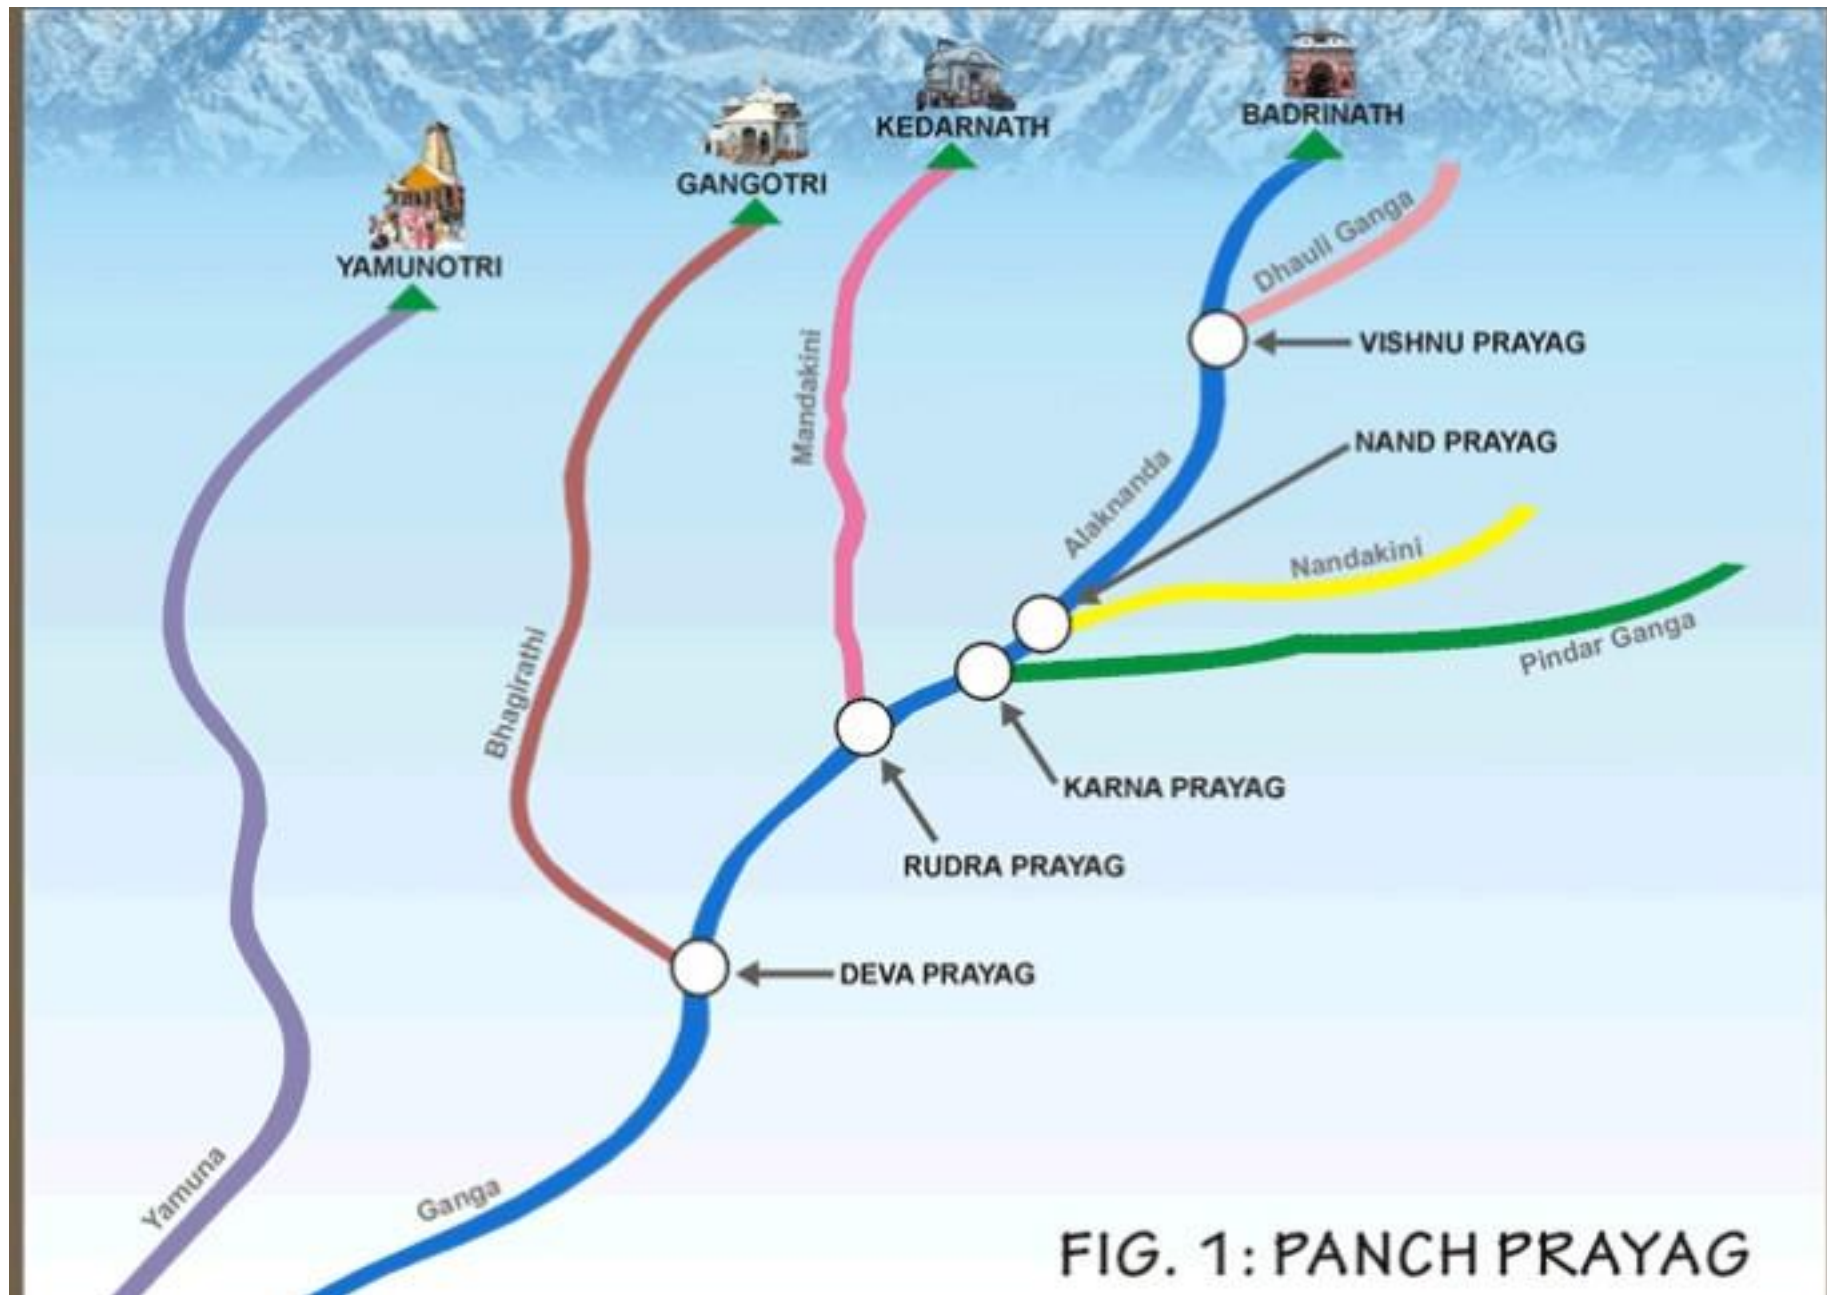 BADRINATH
KEDARNATH
GANGOTRI
YAMUNOTRI
Dhauli Ganga
VISHNU PRAYAG
Mandakini
NAND PRAYAG
Alaknanda
Nandakini
Pindar Ganga
Bhagirathi
KARNA PRAYAG
RUDRA PRAYAG
DEVA PRAYAG
Yamuna
Ganga
FIG. 1: PANCH PRAYAG